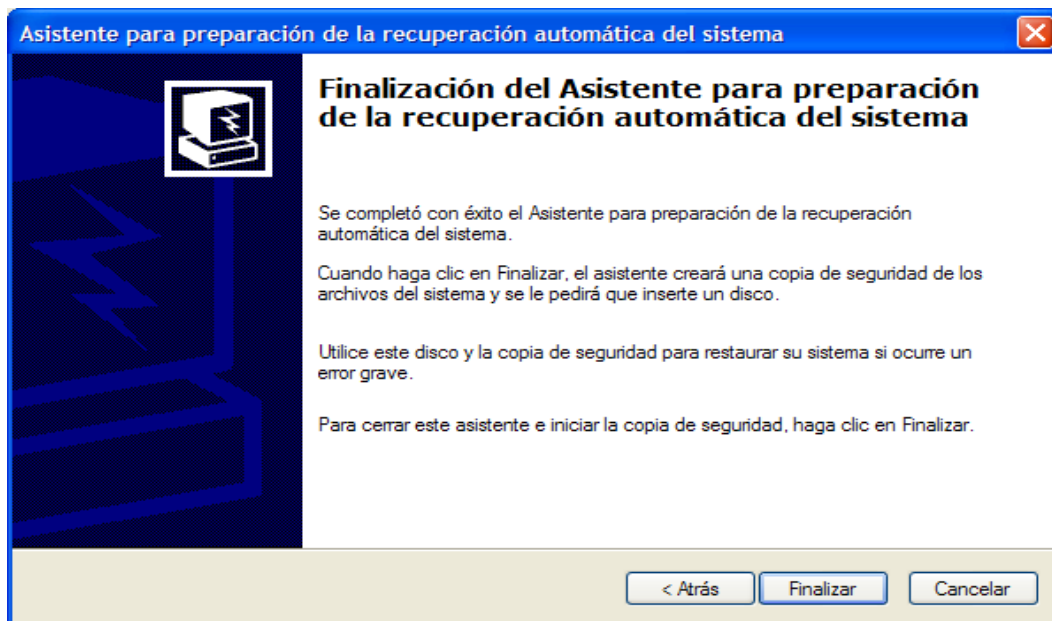 Asistente para preparación de la recuperación automática del sistema
Finalización del Asistente para preparación
de la recuperación automática del sistema
Se completó con éxito el Asistente para preparación de la recuperación
automática del sistema.
Cuando haga clic en Finalizar, el asistente creará una copia de seguridad de los
archivos del sistema y se le pedirá que inserte un disco.
Utilice este disco y la copia de seguridad para restaurar su sistema si ocurre un
error grave.
Para cerrar este asistente e iniciar la copia de seguridad, haga clic en Finalizar.
< Atrás
Finalizar
Cancelar